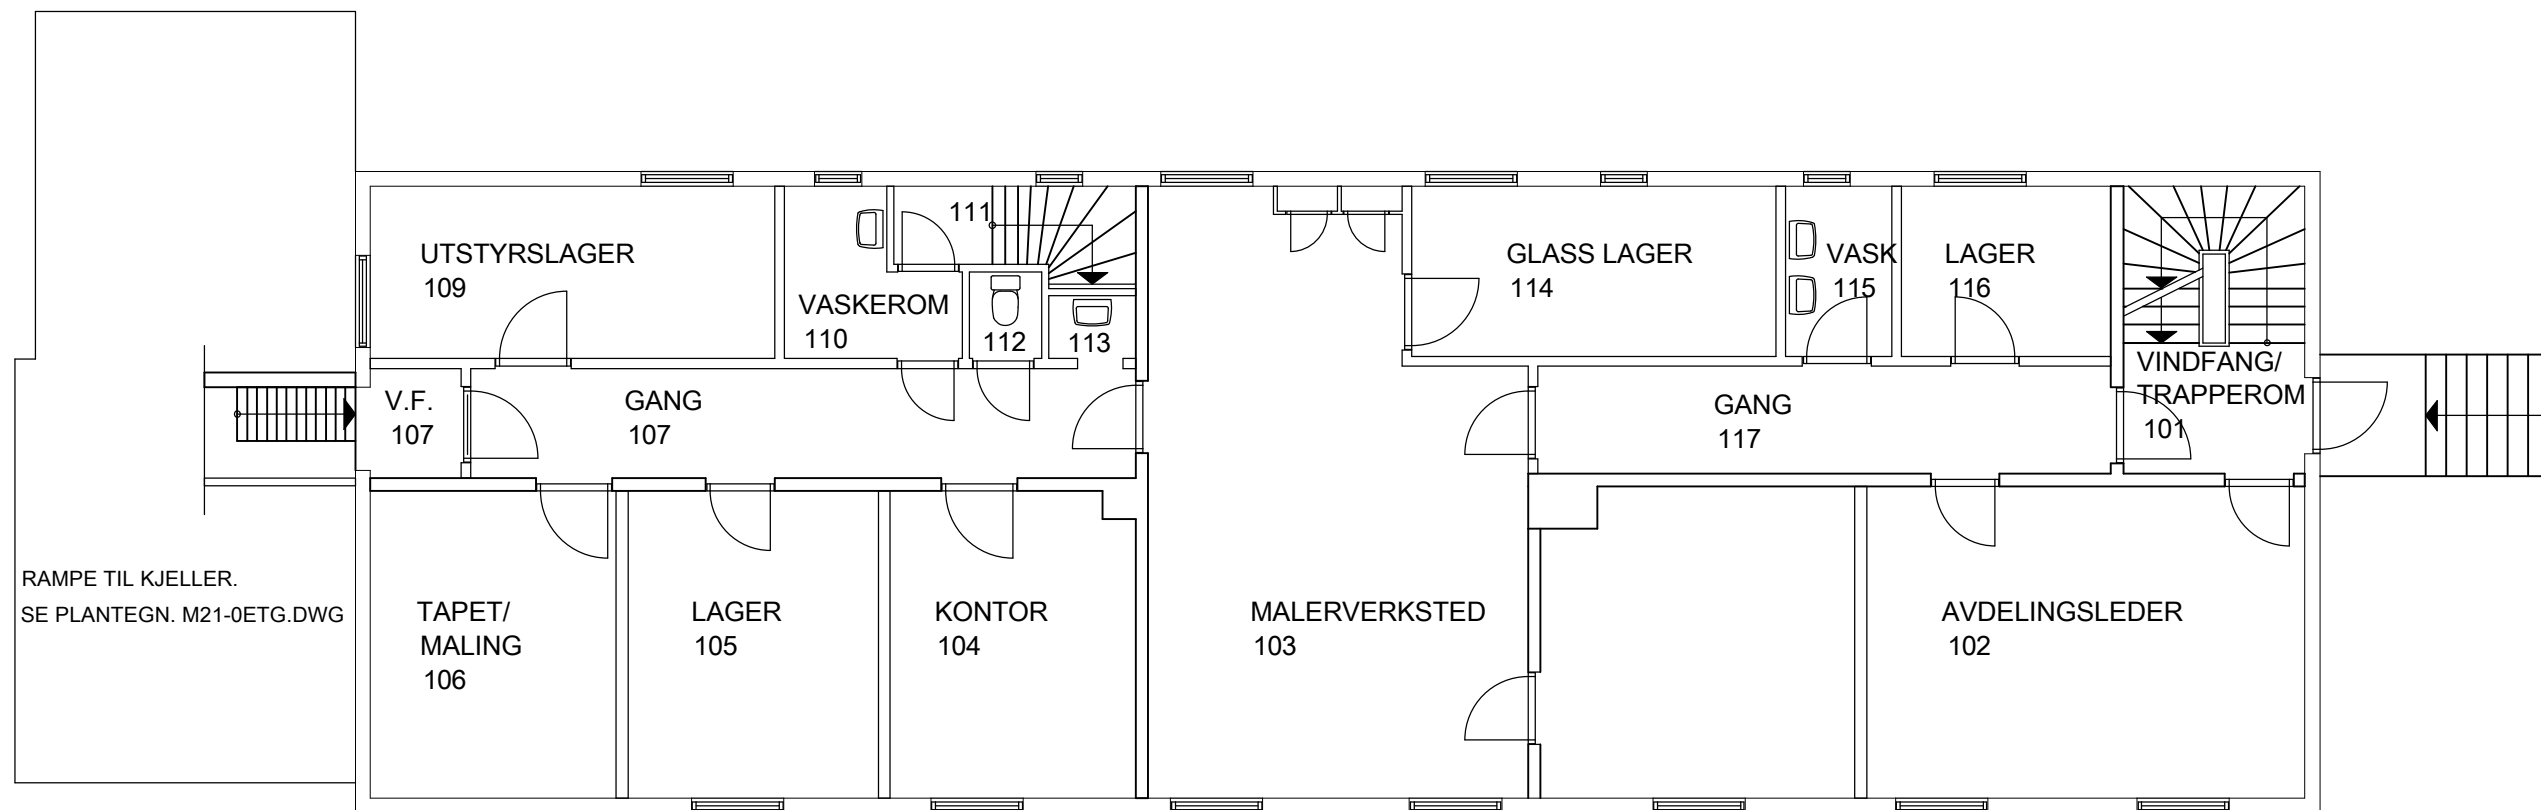 111
UTSTYRSLAGER
109
VASKEROM
110
112
113
GLASS LAGER
114
VASK
115
LAGER
116
VINDFANG/
TRAPPEROM
101
V.F.
107
GANG
107
GANG
117
RAMPE TIL KJELLER.
SE PLANTEGN. M21-0ETG.DWG
TAPET/
MALING
106
LAGER
105
KONTOR
104
MALERVERKSTED
103
AVDELINGSLEDER
102